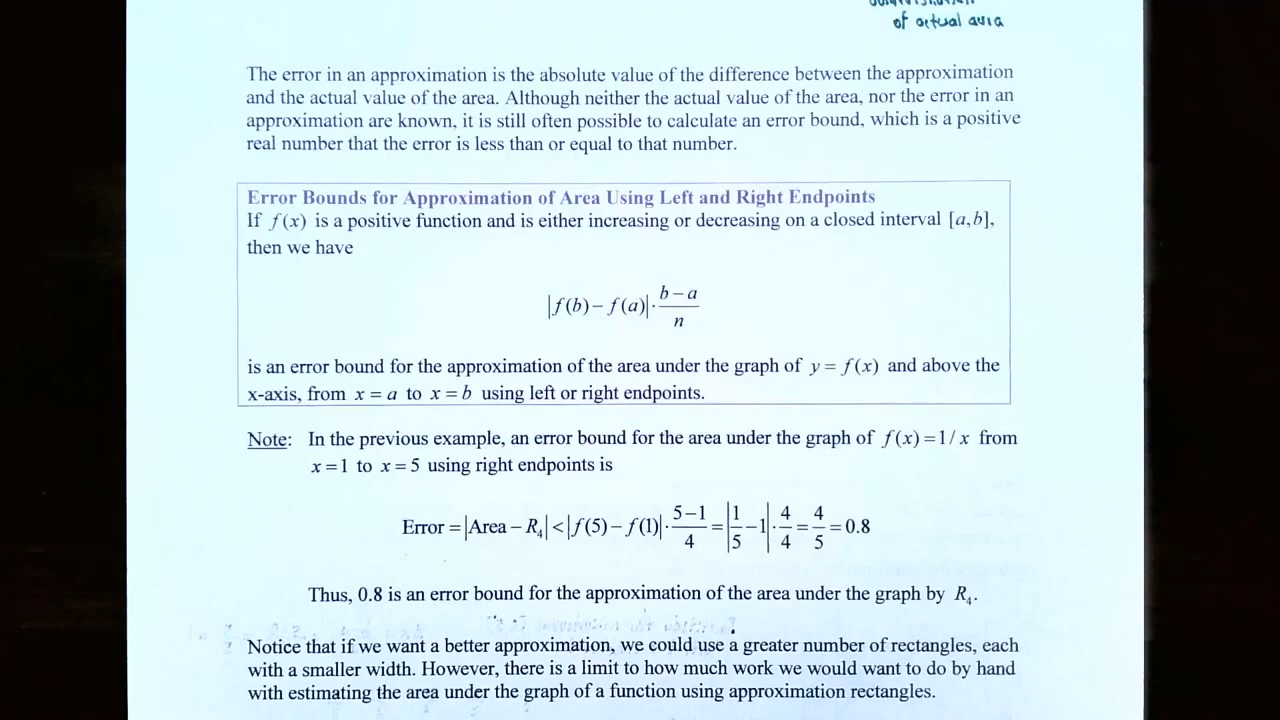 of actual area
The error in an approximation is the absolute value of the difference between the approximation
and the actual value of the area. Although neither the actual value of the area, nor the error in an
approximation are known, it is still often possible to calculate an error bound, which is a positive
real number that the error is less than or equal to that number.
Error Bounds for Approximation of Area Using Left and Right Endpoints
If f(x) is a positive function and is either increasing or decreasing on a closed interval [a,b],
then we have
|f(b) − f(a)| · (b − a)/n
is an error bound for the approximation of the area under the graph of y = f(x) and above the
x-axis, from x = a to x = b using left or right endpoints.
Note: In the previous example, an error bound for the area under the graph of f(x) = 1/x from
x = 1 to x = 5 using right endpoints is
Error = |Area − R₄| < |f(5) − f(1)| · (5−1)/4 = |1/5 − 1| · 4/4 = 4/5 = 0.8
Thus, 0.8 is an error bound for the approximation of the area under the graph by R₄.
Notice that if we want a better approximation, we could use a greater number of rectangles, each
with a smaller width. However, there is a limit to how much work we would want to do by hand
with estimating the area under the graph of a function using approximation rectangles.